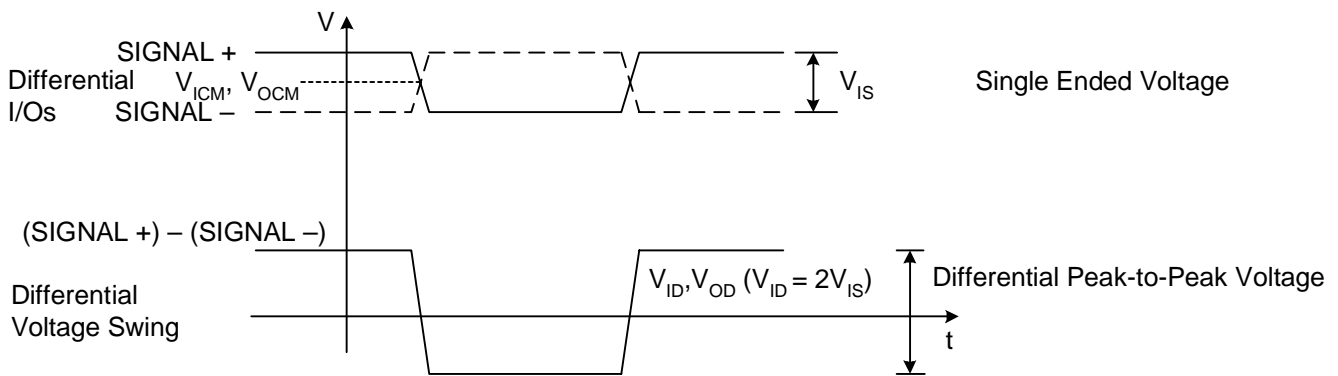 V
SIGNAL +
Differential V_ICM, V_OCM
I/Os SIGNAL –
V_IS
Single Ended Voltage
(SIGNAL +) – (SIGNAL –)
Differential
Voltage Swing
V_ID,V_OD (V_ID = 2V_IS)
Differential Peak-to-Peak Voltage
t